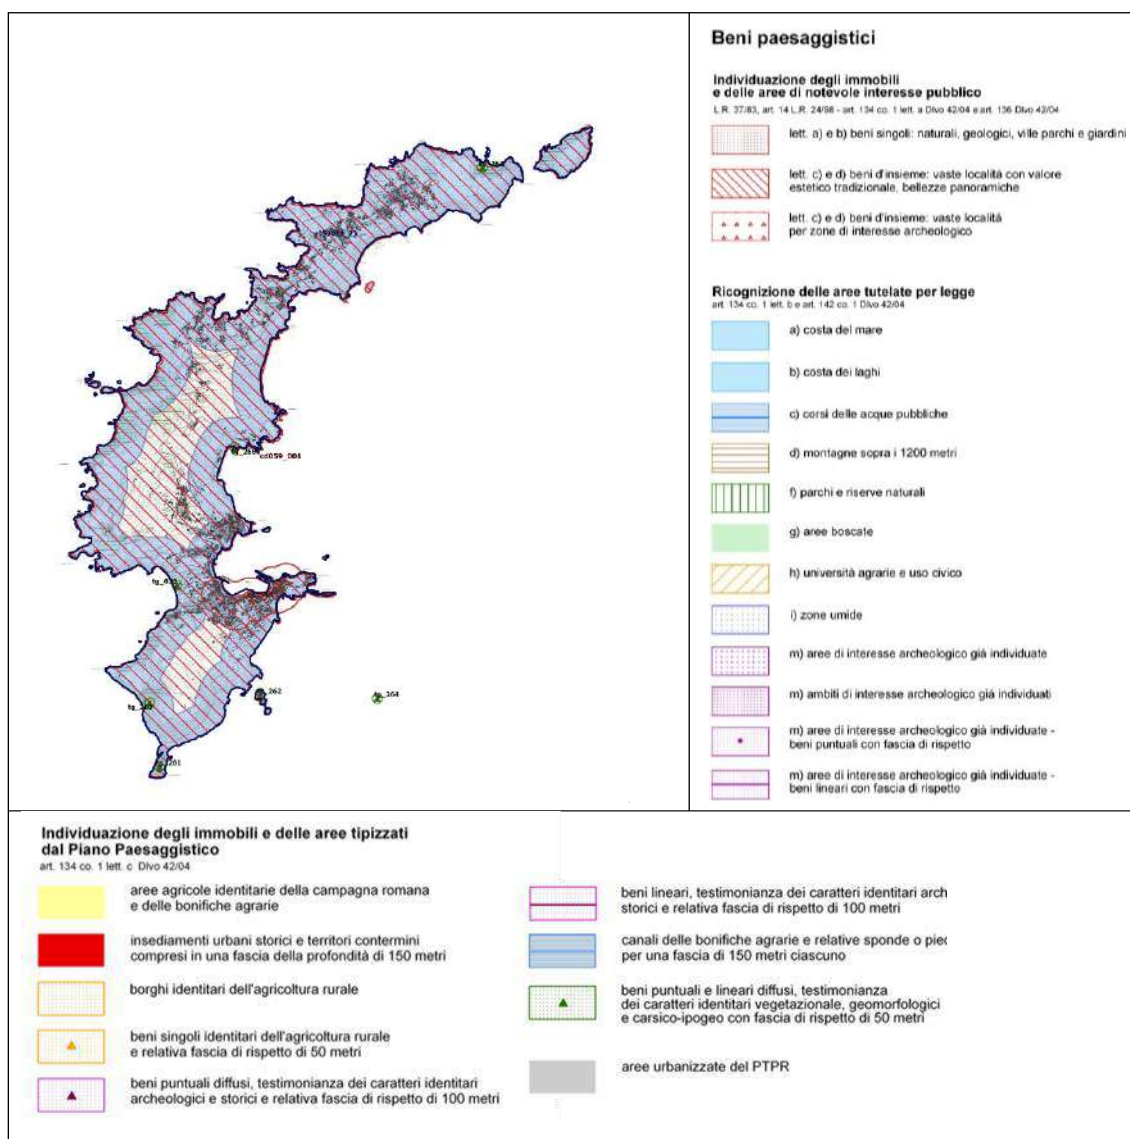 Beni paesaggistici
Individuazione degli immobili
e delle aree di notevole interesse pubblico
L.R. 37/83, art. 14 L.R. 24/98 - art. 134 co. 1 lett. a Dlvo 42/04 e art. 136 Dlvo 42/04
lett. a) e b) beni singoli: naturali, geologici, ville parchi e giardini
lett. c) e d) beni d'insieme: vaste località con valore
estetico tradizionale, bellezze panoramiche
lett. c) e d) beni d'insieme: vaste località
per zone di interesse archeologico
Ricognizione delle aree tutelate per legge
art. 134 co. 1 lett. b e art. 142 co. 1 Dlvo 42/04
a) costa del mare
b) costa dei laghi
c) corsi delle acque pubbliche
d) montagne sopra i 1200 metri
f) parchi e riserve naturali
g) aree boscate
h) università agrarie e uso civico
i) zone umide
m) aree di interesse archeologico già individuate
m) ambiti di interesse archeologico già individuati
m) aree di interesse archeologico già individuate -
beni puntuali con fascia di rispetto
m) aree di interesse archeologico già individuate -
beni lineari con fascia di rispetto
cd059_001
262
264
261
Individuazione degli immobili e delle aree tipizzati
dal Piano Paesaggistico
art. 134 co. 1 lett. c Dlvo 42/04
aree agricole identitarie della campagna romana
e delle bonifiche agrarie
insediamenti urbani storici e territori contermini
compresi in una fascia della profondità di 150 metri
borghi identitari dell'agricoltura rurale
beni singoli identitari dell'agricoltura rurale
e relativa fascia di rispetto di 50 metri
beni puntuali diffusi, testimonianza dei caratteri identitari
archeologici e storici e relativa fascia di rispetto di 100 metri
beni lineari, testimonianza dei caratteri identitari arch
storici e relativa fascia di rispetto di 100 metri
canali delle bonifiche agrarie e relative sponde o pied
per una fascia di 150 metri ciascuno
beni puntuali e lineari diffusi, testimonianza
dei caratteri identitari vegetazionale, geomorfologici
e carsico-ipogeo con fascia di rispetto di 50 metri
aree urbanizzate del PTPR